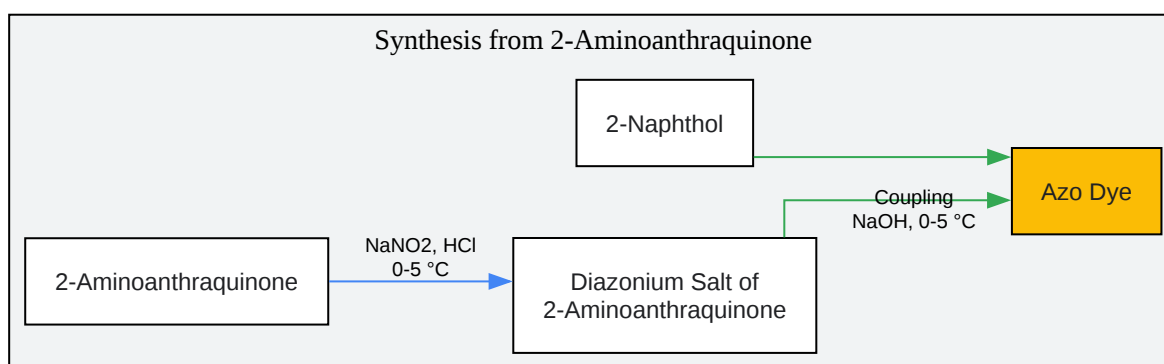 Synthesis from 2-Aminoanthraquinone
2-Naphthol
Azo Dye
Coupling
NaOH, 0-5 °C
NaNO2, HCl
0-5 °C
2-Aminoanthraquinone
Diazonium Salt of
2-Aminoanthraquinone